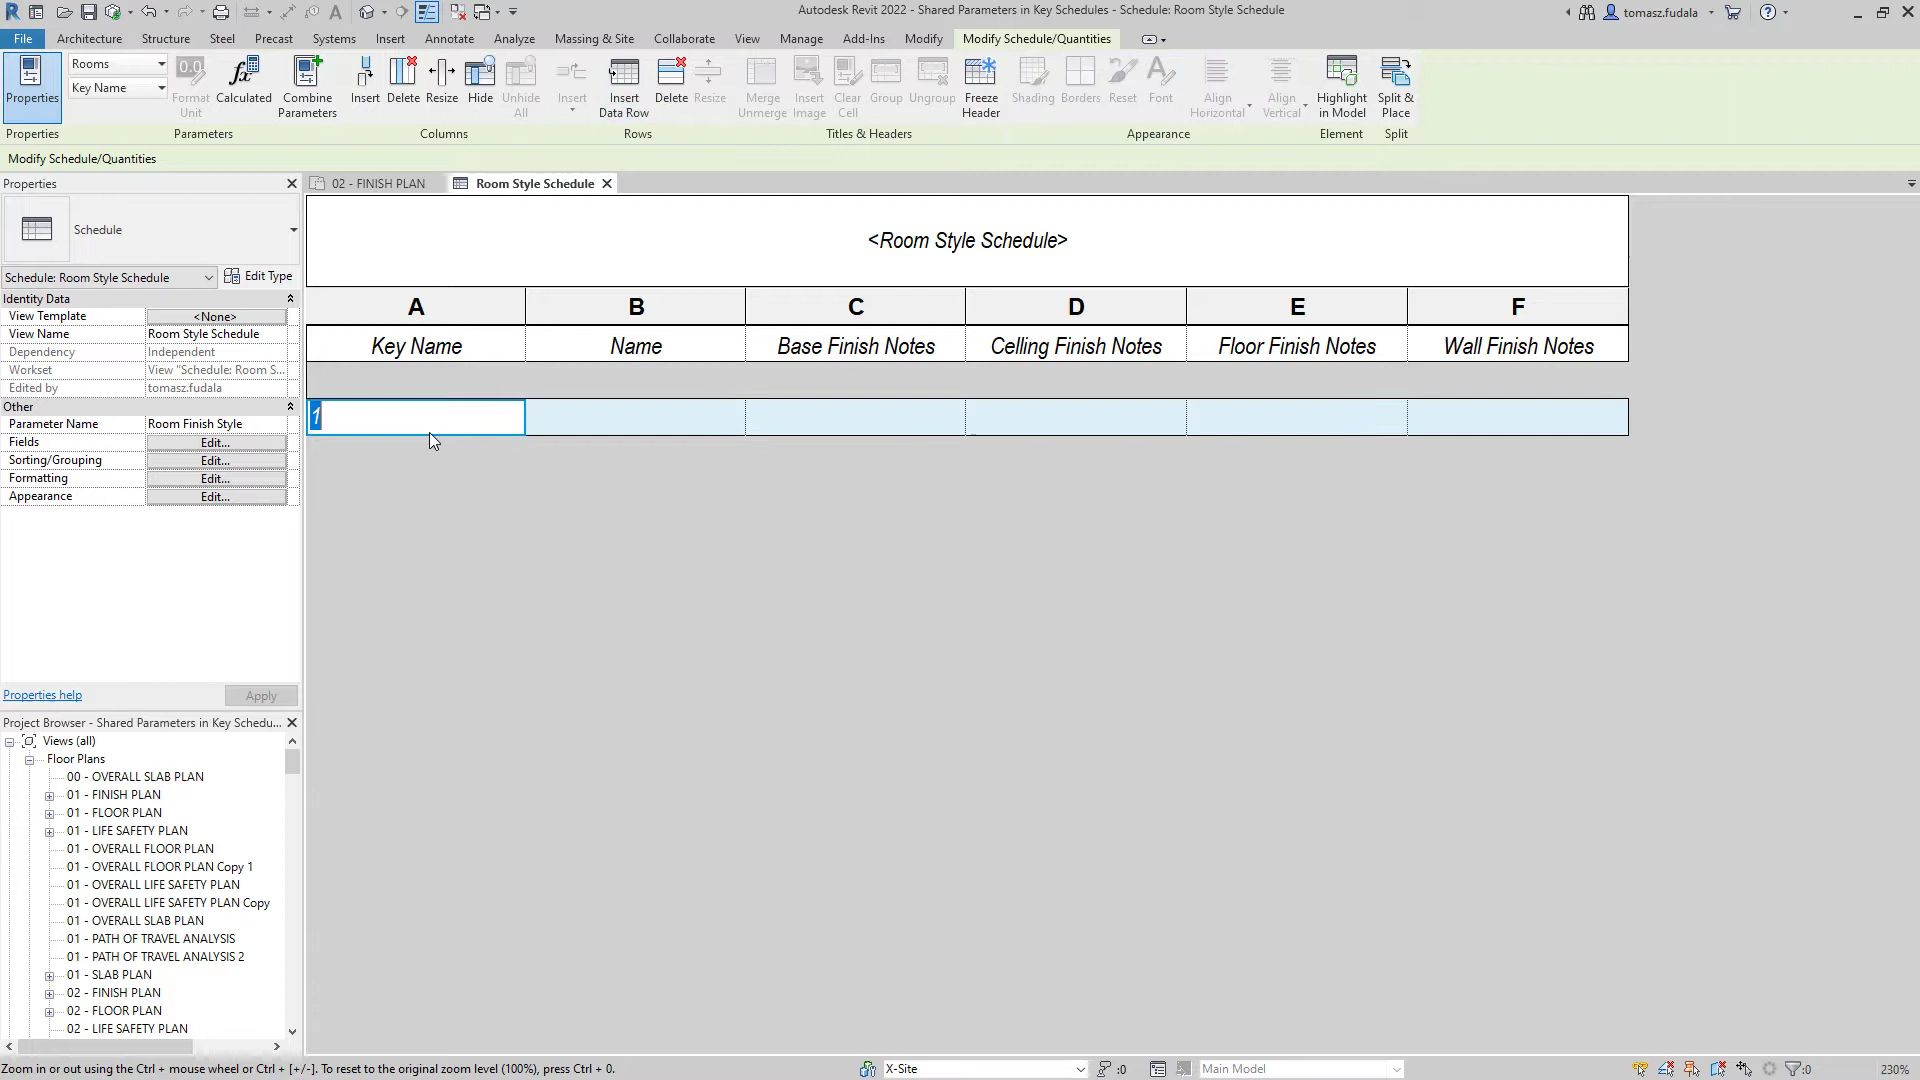 Autodesk Revit 2022 - Shared Parameters in Key Schedules - Schedule: Room Style Schedule
tomasz.fudala
File Architecture Structure Steel Precast Systems Insert Annotate Analyze Massing & Site Collaborate View Manage Add-Ins Modify Modify Schedule/Quantities
Properties
Rooms
Key Name
0.0
Format
Unit
fx
Calculated
Combine
Parameters
Insert
Delete
Resize
Hide
Unhide
All
Insert
Insert
Data Row
Delete
Resize
Merge
Unmerge
Insert
Image
Clear
Cell
Group
Ungroup
Freeze
Header
Shading
Borders
Reset
Font
Align
Horizontal
Align
Vertical
Highlight
in Model
Split &
Place
Properties Parameters Columns Rows Titles & Headers Appearance Element Split
Modify Schedule/Quantities
Properties
02 - FINISH PLAN
Room Style Schedule
Schedule
Schedule: Room Style Schedule
Edit Type
Identity Data
View Template <None>
View Name Room Style Schedule
Dependency Independent
Workset View "Schedule: Room S...
Edited by tomasz.fudala
Other
Parameter Name Room Finish Style
Fields Edit...
Sorting/Grouping Edit...
Formatting Edit...
Appearance Edit...
Properties help
Apply
<Room Style Schedule>
A B C D E F
Key Name Name Base Finish Notes Celling Finish Notes Floor Finish Notes Wall Finish Notes
1
Project Browser - Shared Parameters in Key Schedu...
Views (all)
Floor Plans
00 - OVERALL SLAB PLAN
01 - FINISH PLAN
01 - FLOOR PLAN
01 - LIFE SAFETY PLAN
01 - OVERALL FLOOR PLAN
01 - OVERALL FLOOR PLAN Copy 1
01 - OVERALL LIFE SAFETY PLAN
01 - OVERALL LIFE SAFETY PLAN Copy
01 - OVERALL SLAB PLAN
01 - PATH OF TRAVEL ANALYSIS
01 - PATH OF TRAVEL ANALYSIS 2
01 - SLAB PLAN
02 - FINISH PLAN
02 - FLOOR PLAN
02 - LIFE SAFETY PLAN
Zoom in or out using the Ctrl + mouse wheel or Ctrl + [+/-]. To reset to the original zoom level (100%), press Ctrl + 0.
X-Site
:0
Main Model
:0
230%